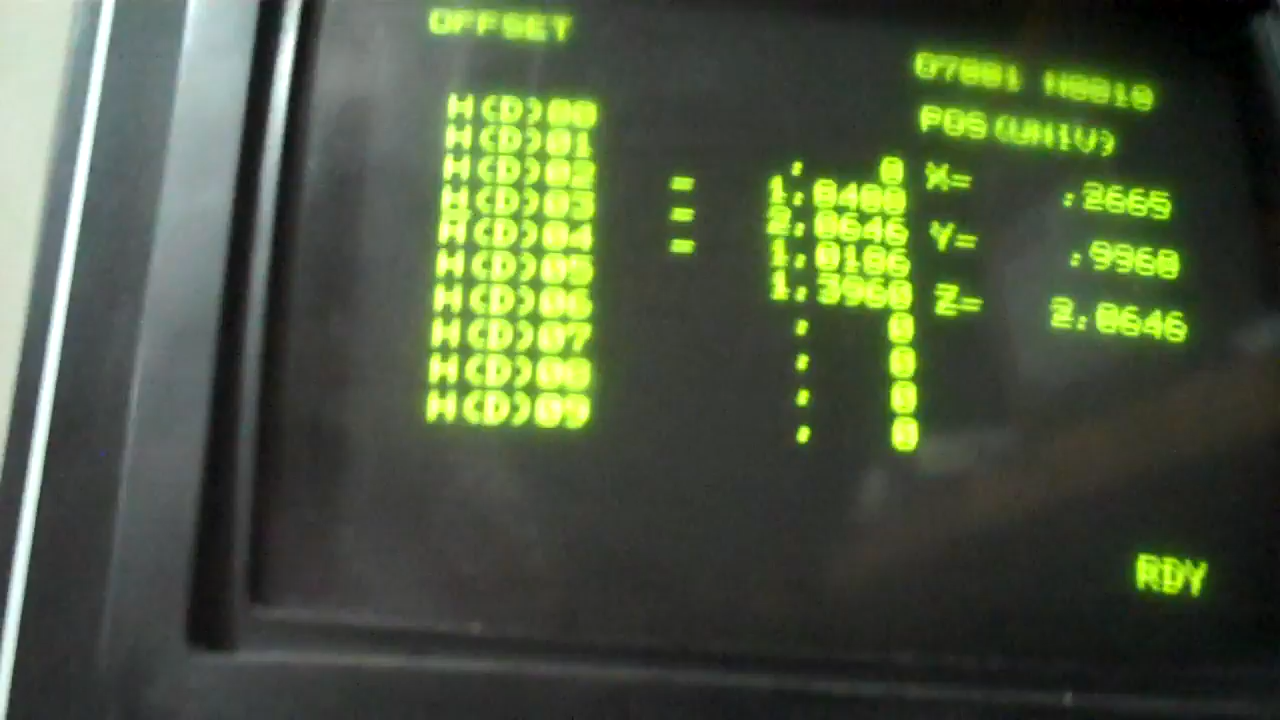 OFFSET
O7001 N0010
POS(UNIV)
H(D)00
H(D)01
H(D)02 = . 0 X= .2665
H(D)03 = 1.0400
H(D)04 = 2.0646 Y= .9960
H(D)05 1.0186
H(D)06 1.3960 Z= 2.0646
H(D)07 . 0
H(D)08 . 0
H(D)09 . 0
. 0
RDY